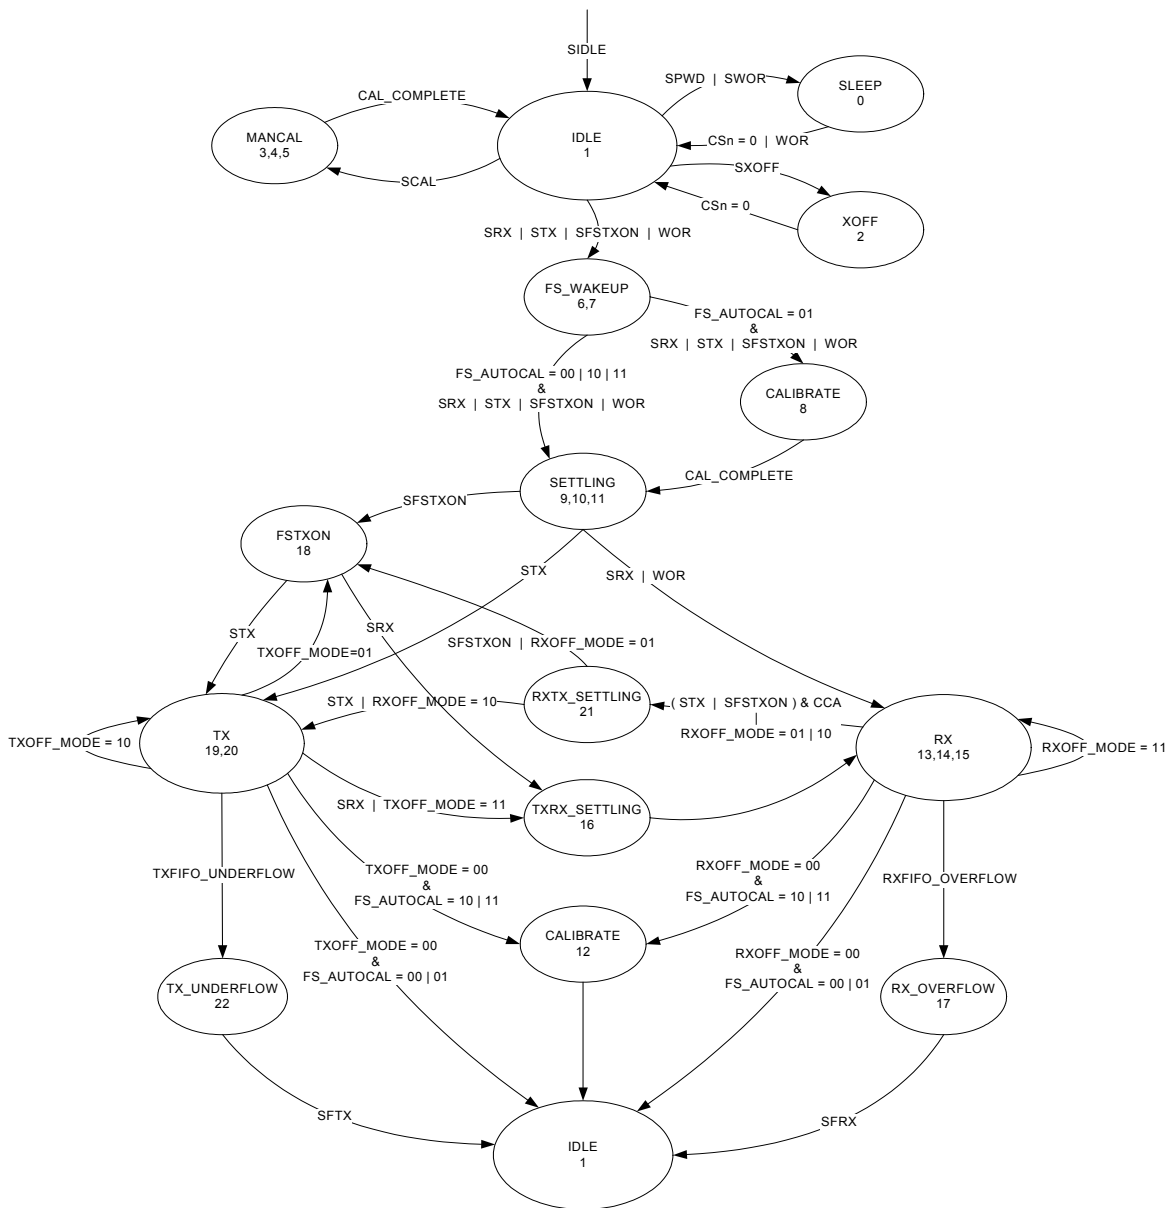 SIDLE
SPWD | SWOR
SLEEP
0
CAL_COMPLETE
IDLE
1
MANCAL
3,4,5
CSn = 0 | WOR
SXOFF
SCAL
CSn = 0
XOFF
2
SRX | STX | SFSTXON | WOR
FS_WAKEUP
6,7
FS_AUTOCAL = 01
&
SRX | STX | SFSTXON | WOR
FS_AUTOCAL = 00 | 10 | 11
&
SRX | STX | SFSTXON | WOR
CALIBRATE
8
CAL_COMPLETE
SETTLING
9,10,11
SFSTXON
FSTXON
18
STX
SRX | WOR
STX
SRX
TXOFF_MODE=01
SFSTXON | RXOFF_MODE = 01
RXTX_SETTLING
21
STX | RXOFF_MODE = 10
( STX | SFSTXON ) & CCA
|
RXOFF_MODE = 01 | 10
TXOFF_MODE = 10
TX
19,20
RX
13,14,15
RXOFF_MODE = 11
SRX | TXOFF_MODE = 11
TXRX_SETTLING
16
TXFIFO_UNDERFLOW
TXOFF_MODE = 00
&
FS_AUTOCAL = 10 | 11
RXOFF_MODE = 00
&
FS_AUTOCAL = 10 | 11
RXFIFO_OVERFLOW
CALIBRATE
12
TXOFF_MODE = 00
&
FS_AUTOCAL = 00 | 01
RXOFF_MODE = 00
&
FS_AUTOCAL = 00 | 01
TX_UNDERFLOW
22
RX_OVERFLOW
17
SFTX
SFRX
IDLE
1